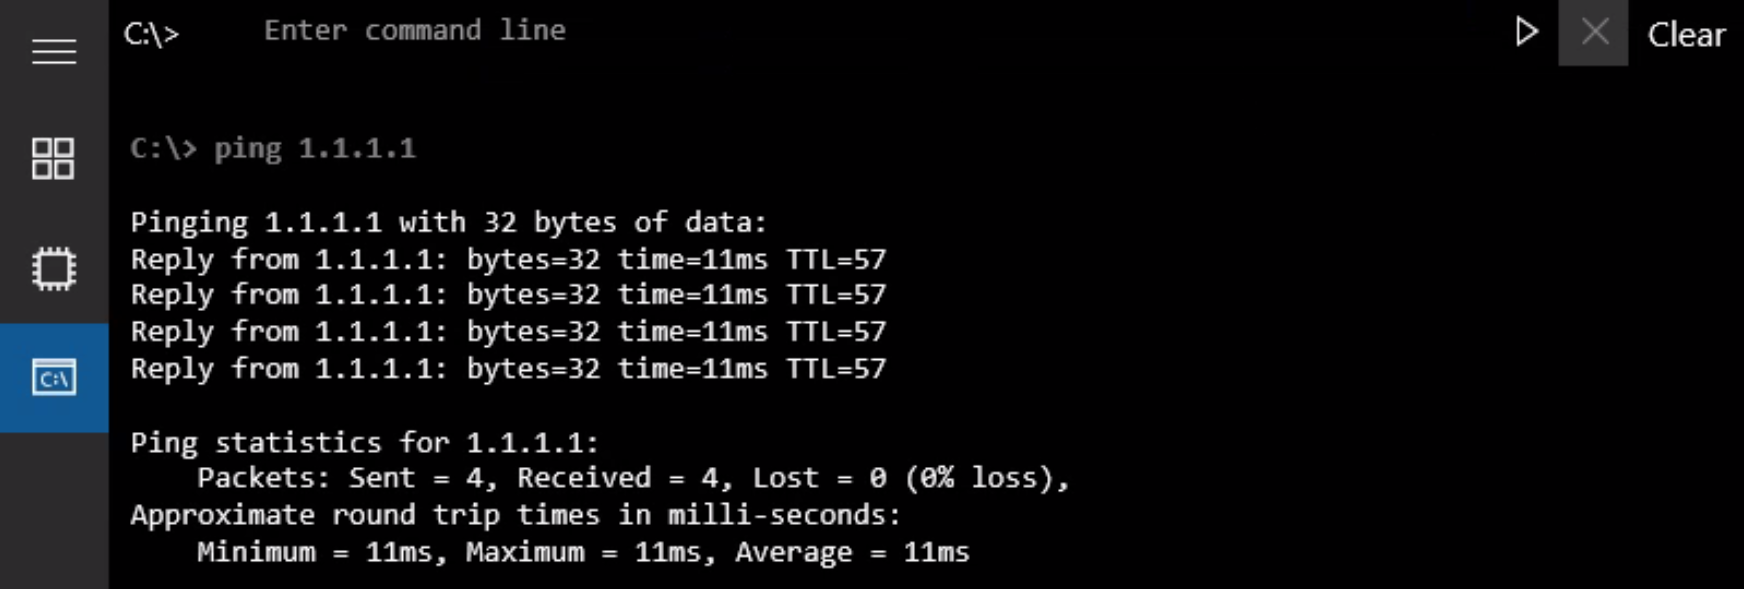 C:\> Enter command line Clear
C:\> ping 1.1.1.1
Pinging 1.1.1.1 with 32 bytes of data:
Reply from 1.1.1.1: bytes=32 time=11ms TTL=57
Reply from 1.1.1.1: bytes=32 time=11ms TTL=57
Reply from 1.1.1.1: bytes=32 time=11ms TTL=57
C:\
Reply from 1.1.1.1: bytes=32 time=11ms TTL=57
Ping statistics for 1.1.1.1:
Packets: Sent = 4, Received = 4, Lost = 0 (0% loss),
Approximate round trip times in milli-seconds:
Minimum = 11ms, Maximum = 11ms, Average = 11ms